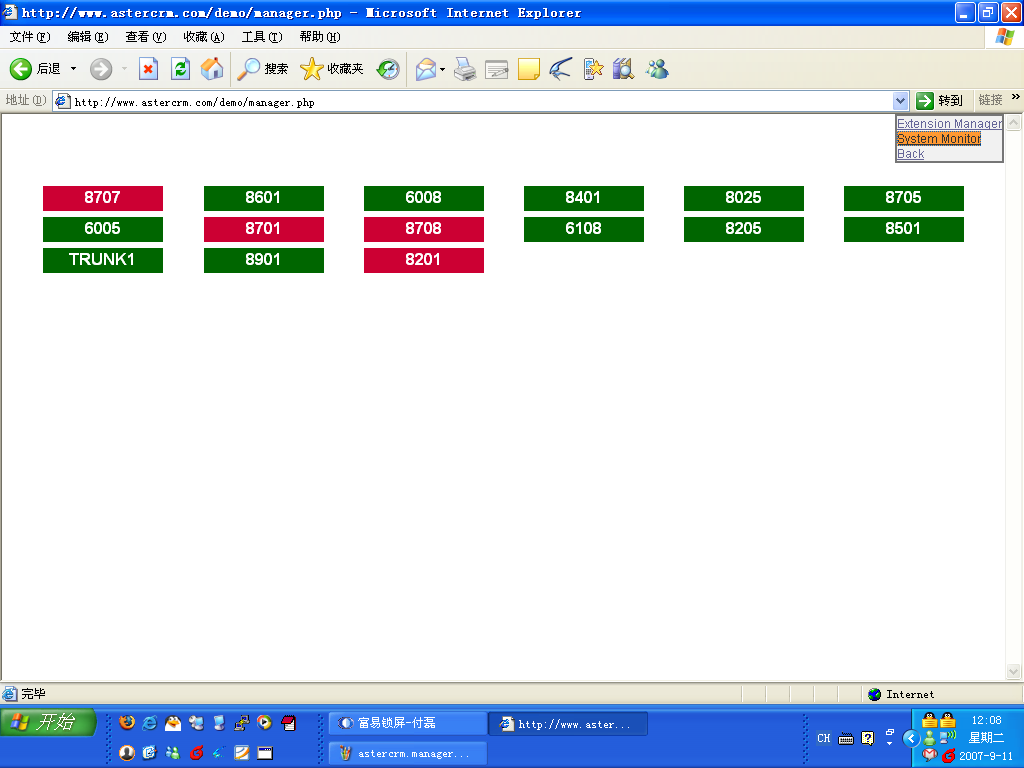 http://www.astercrm.com/demo/manager.php - Microsoft Internet Explorer
文件(F) 编辑(E) 查看(V) 收藏(A) 工具(T) 帮助(H)
后退 搜索 收藏夹
地址(D) http://www.astercrm.com/demo/manager.php 转到 链接 »
Extension Manager
System Monitor
Back
8707 8601 6008 8401 8025 8705
6005 8701 8708 6108 8205 8501
TRUNK1 8901 8201
完毕 Internet
开始 富易锁屏-付磊 http://www.aster... 12:08
CH 星期二
astercrm.manager... 2007-9-11